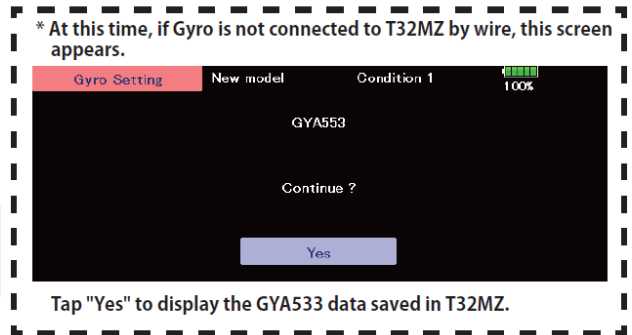 * At this time, if Gyro is not connected to T32MZ by wire, this screen
appears.
Gyro Setting New model Condition 1 100%
GYA553
Continue ?
Yes
Tap "Yes" to display the GYA533 data saved in T32MZ.